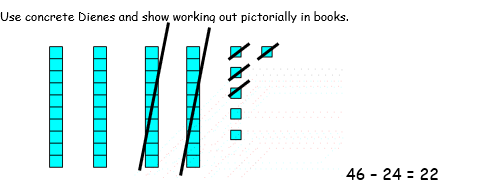 Use concrete Dienes and show working out pictorially in books.
46 - 24 = 22